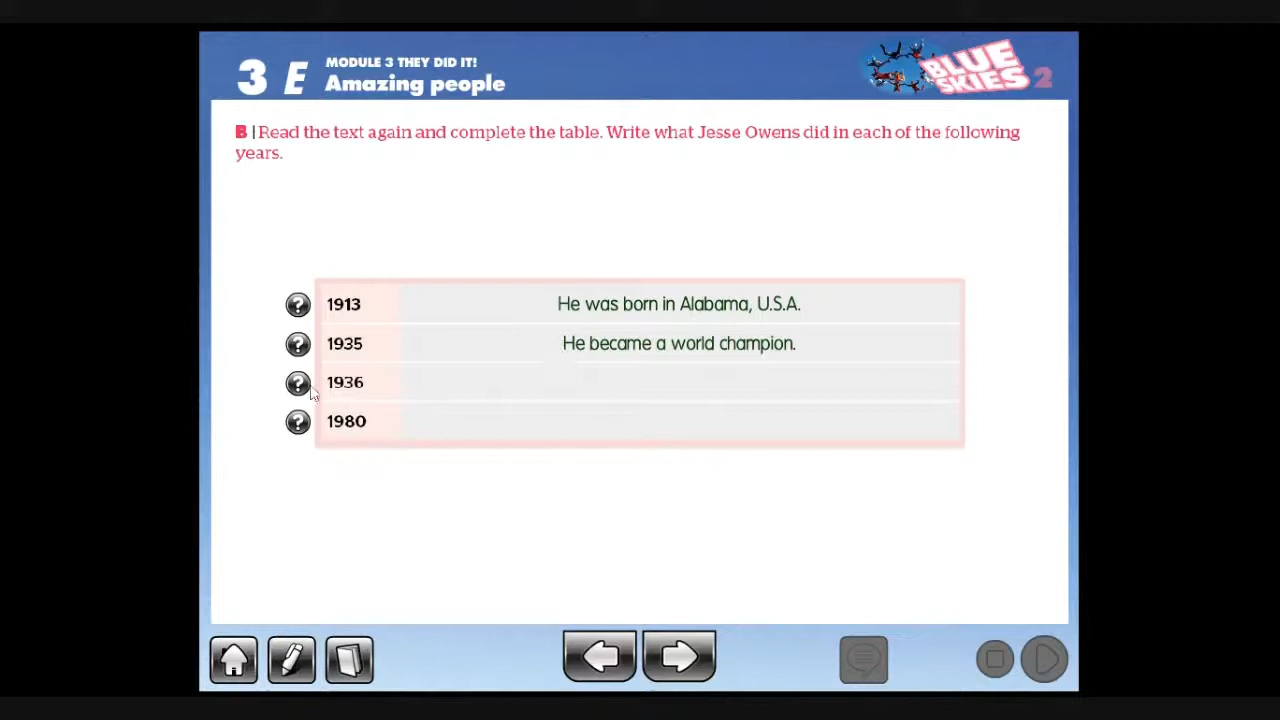 3 E
MODULE 3 THEY DID IT!
Amazing people
BLUE
SKIES 2
B | Read the text again and complete the table. Write what Jesse Owens did in each of the following
years.
? 1913 He was born in Alabama, U.S.A.
? 1935 He became a world champion.
? 1936
? 1980